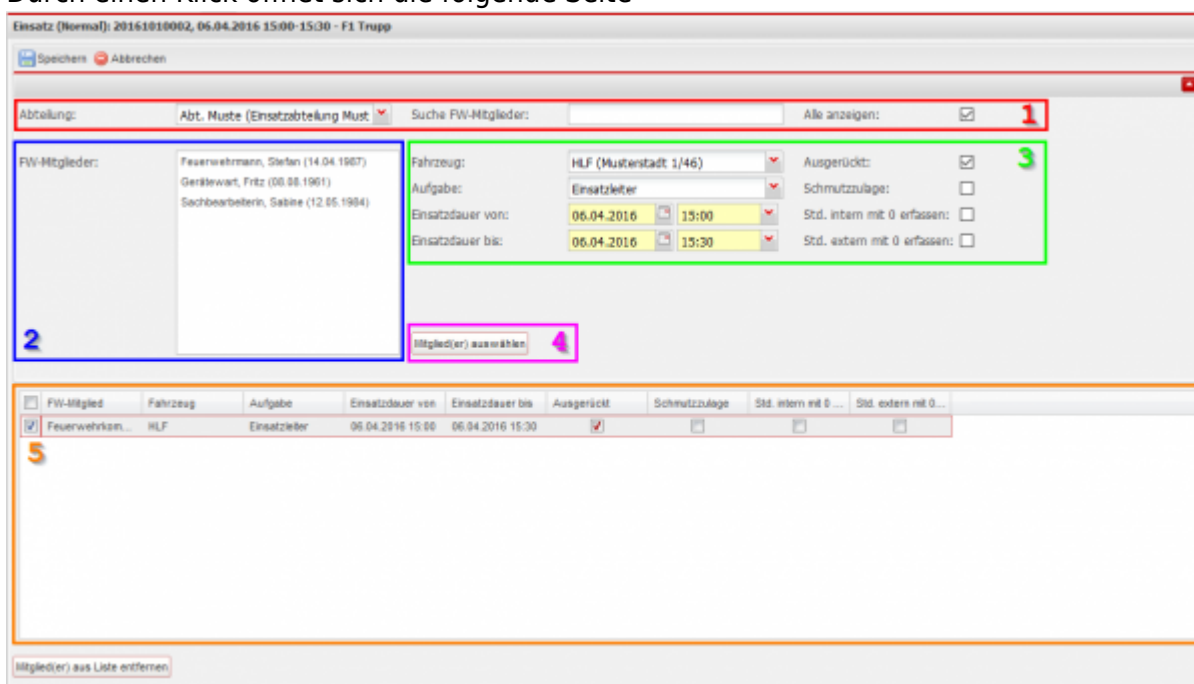 Durch einen Klick öffnet sich die folgende Seite
Einsatz (Normal): 20161010002, 06.04.2016 15:00-15:30 - F1 Trupp
Speichern Abbrechen
Abteilung: Abt. Muste (Einsatzabteilung Must Suche FW-Mitglieder: Alle anzeigen: 1
FW-Mitglieder: Feuerwehrmann, Stefan (14.04.1987) Fahrzeug: HLF (Musterstadt 1/46) Ausgerückt: 3
Gerätewart, Fritz (08.08.1961) Aufgabe: Einsatzleiter Schmutzzulage:
Sachbearbeiterin, Sabine (12.05.1984) Einsatzdauer von: 06.04.2016 15:00 Std. intern mit 0 erfassen:
Einsatzdauer bis: 06.04.2016 15:30 Std. extern mit 0 erfassen:
2 Mitglied(er) auswählen 4
FW-Mitglied Fahrzeug Aufgabe Einsatzdauer von Einsatzdauer bis Ausgerückt Schmutzzulage Std. intern mit 0 ... Std. extern mit 0...
Feuerwehrkom... HLF Einsatzleiter 06.04.2016 15:00 06.04.2016 15:30
5
Mitglied(er) aus Liste entfernen